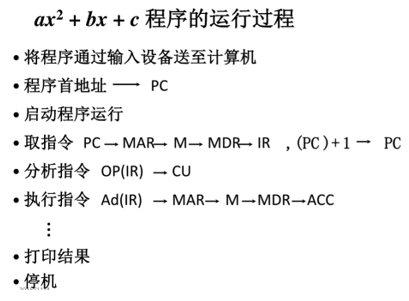 ax² + bx + c 程序的运行过程
• 将程序通过输入设备送至计算机
• 程序首地址 → PC
• 启动程序运行
• 取指令 PC → MAR → M → MDR → IR ，(PC)+1 → PC
• 分析指令 OP(IR) → CU
• 执行指令 Ad(IR) → MAR → M → MDR → ACC
⋮
• 打印结果
• 停机